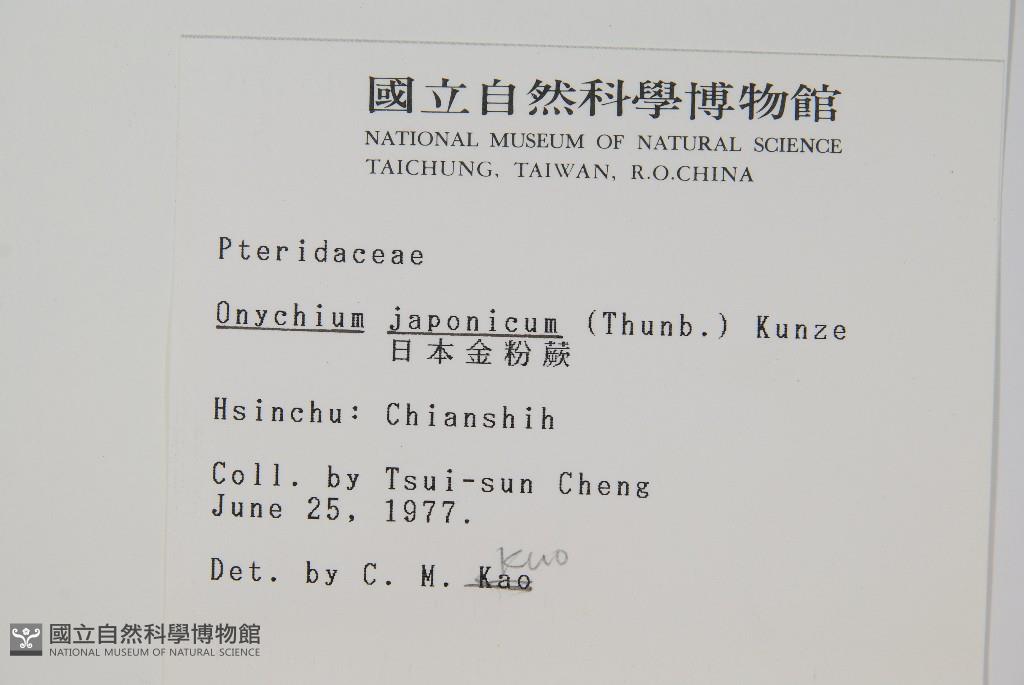 國立自然科學博物館
NATIONAL MUSEUM OF NATURAL SCIENCE
TAICHUNG, TAIWAN, R.O.CHINA
Pteridaceae
Onychium japonicum (Thunb.) Kunze
日本金粉蕨
Hsinchu: Chianshih
Coll. by Tsui-sun Cheng
June 25, 1977.
Kuo
Det. by C. M. Kao
國立自然科學博物館
NATIONAL MUSEUM OF NATURAL SCIENCE